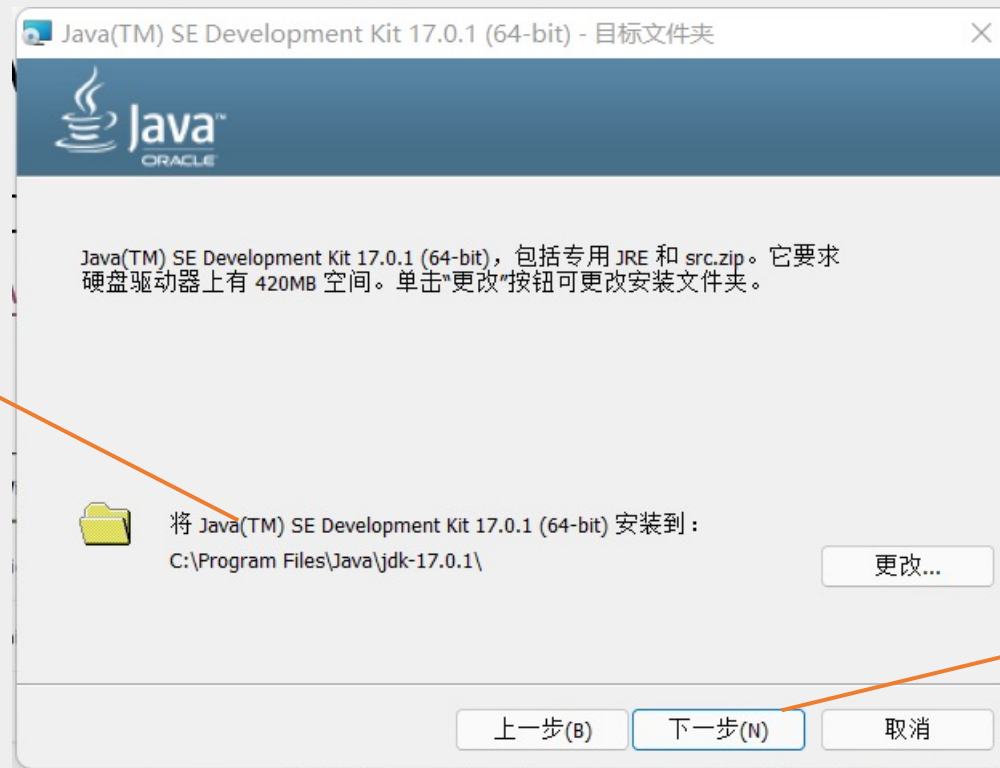 Java(TM) SE Development Kit 17.0.1 (64-bit) - 目标文件夹
Java™
ORACLE
Java(TM) SE Development Kit 17.0.1 (64-bit)，包括专用 JRE 和 src.zip。它要求
硬盘驱动器上有 420MB 空间。单击“更改”按钮可更改安装文件夹。
将 Java(TM) SE Development Kit 17.0.1 (64-bit) 安装到：
C:\Program Files\Java\jdk-17.0.1\
更改...
上一步(B)
下一步(N)
取消